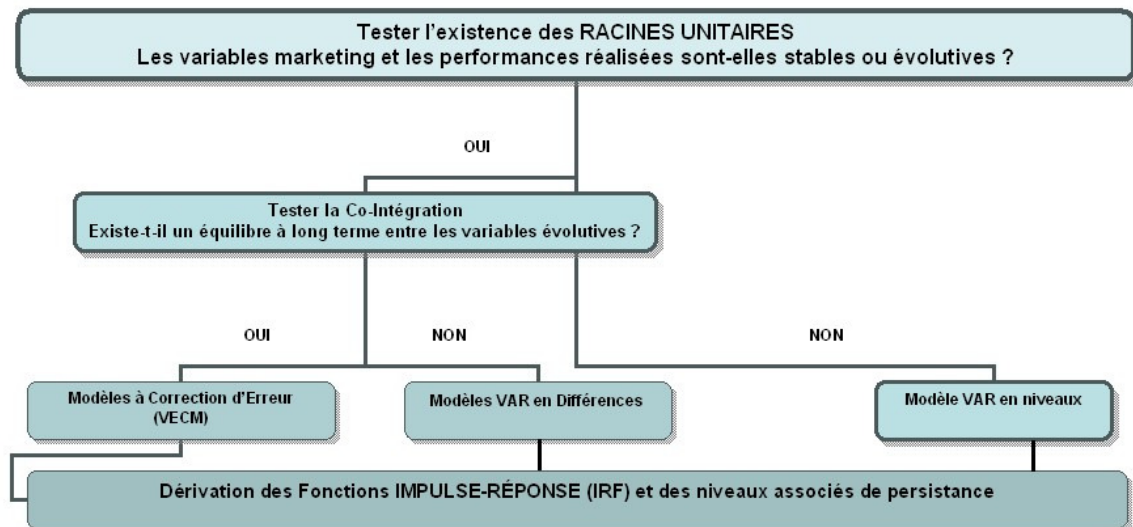 Tester l'existence des RACINES UNITAIRES
Les variables marketing et les performances réalisées sont-elles stables ou évolutives ?
OUI
Tester la Co-Intégration
Existe-t-il un équilibre à long terme entre les variables évolutives ?
OUI
NON
NON
Modèles à Correction d'Erreur
(VECM)
Modèles VAR en Différences
Modèle VAR en niveaux
Dérivation des Fonctions IMPULSE-RÉPONSE (IRF) et des niveaux associés de persistance